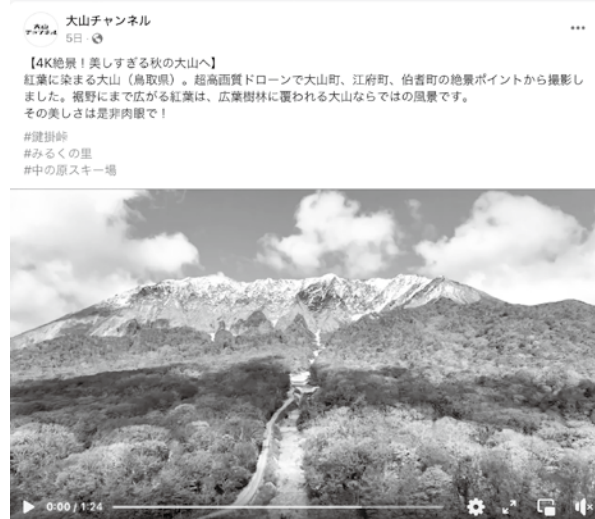 大山チャンネル
5日
【4K絶景！美しすぎる秋の大山へ】
紅葉に染まる大山（鳥取県）。超高画質ドローンで大山町、江府町、伯耆町の絶景ポイントから撮影し
ました。裾野にまで広がる紅葉は、広葉樹林に覆われる大山ならではの風景です。
その美しさは是非肉眼で！
#鍵掛峠
#みるくの里
#中の原スキー場
0:00 / 1:24